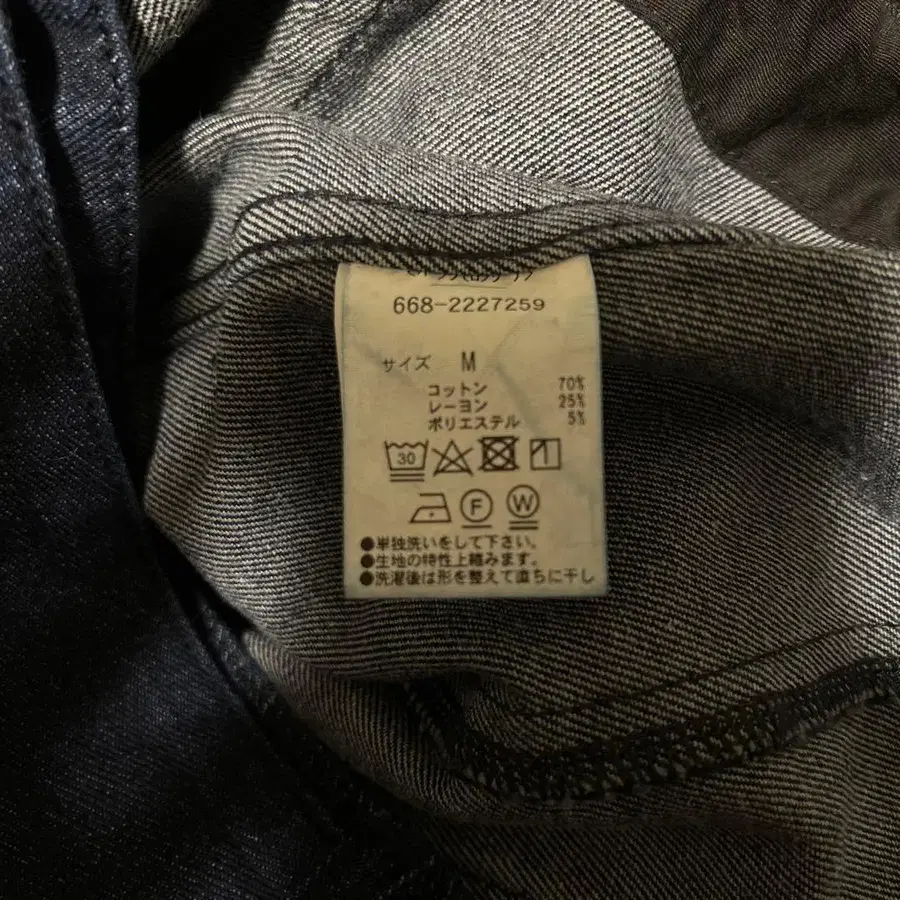 668-2227259
サイズ M
コットン 70%
レーヨン 25%
ポリエステル 5%
30
F W
●単独洗いをして下さい。
●生地の特性上縮みます。
●洗濯後は形を整えて直ちに干し